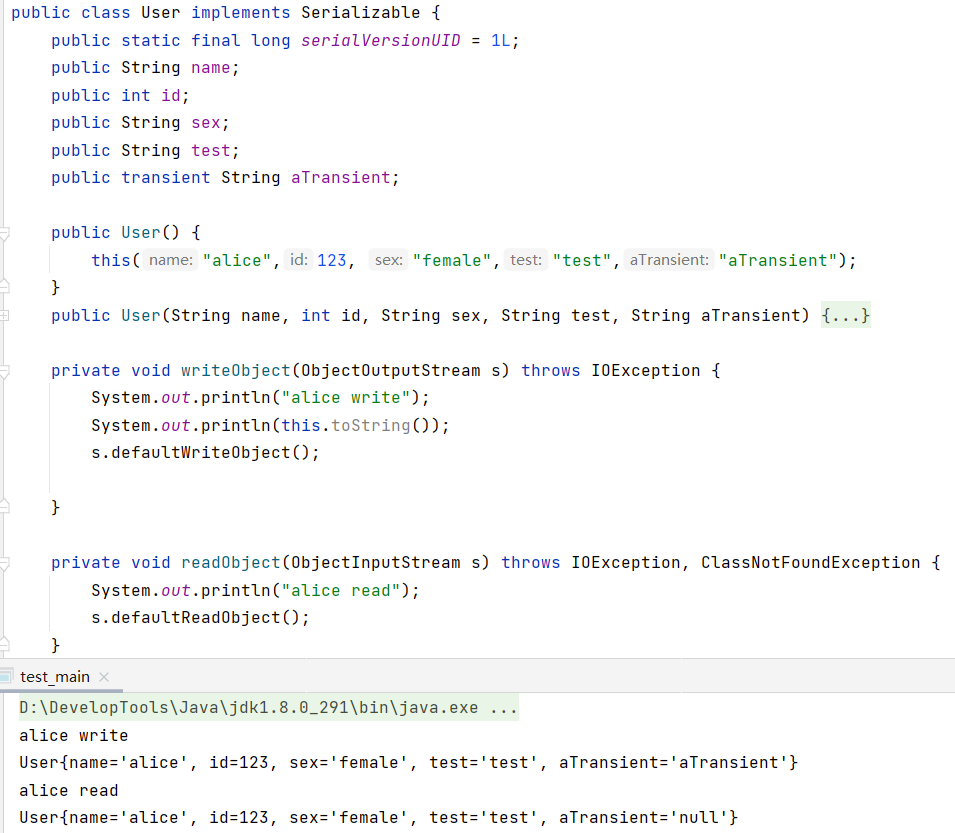 public class User implements Serializable {
public static final long serialVersionUID = 1L;
public String name;
public int id;
public String sex;
public String test;
public transient String aTransient;
public User() {
this( name: "alice", id: 123, sex: "female", test: "test", aTransient: "aTransient");
}
public User(String name, int id, String sex, String test, String aTransient) {...}
private void writeObject(ObjectOutputStream s) throws IOException {
System.out.println("alice write");
System.out.println(this.toString());
s.defaultWriteObject();
}
private void readObject(ObjectInputStream s) throws IOException, ClassNotFoundException {
System.out.println("alice read");
s.defaultReadObject();
}
test_main ×
D:\DevelopTools\Java\jdk1.8.0_291\bin\java.exe ...
alice write
User{name='alice', id=123, sex='female', test='test', aTransient='aTransient'}
alice read
User{name='alice', id=123, sex='female', test='test', aTransient='null'}